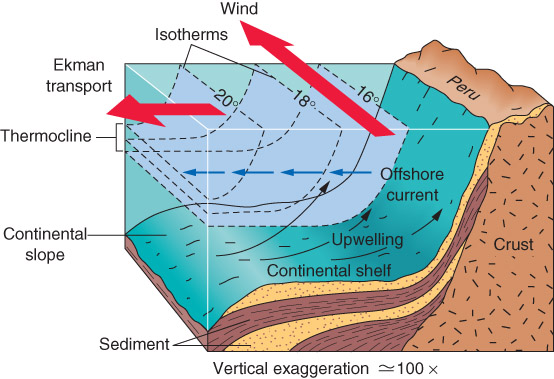 Wind
Isotherms
Ekman
transport
20°
18°
16°
Peru
Thermocline
Offshore
current
Continental
slope
Upwelling
Crust
Continental shelf
Sediment
Vertical exaggeration ≃100 ×